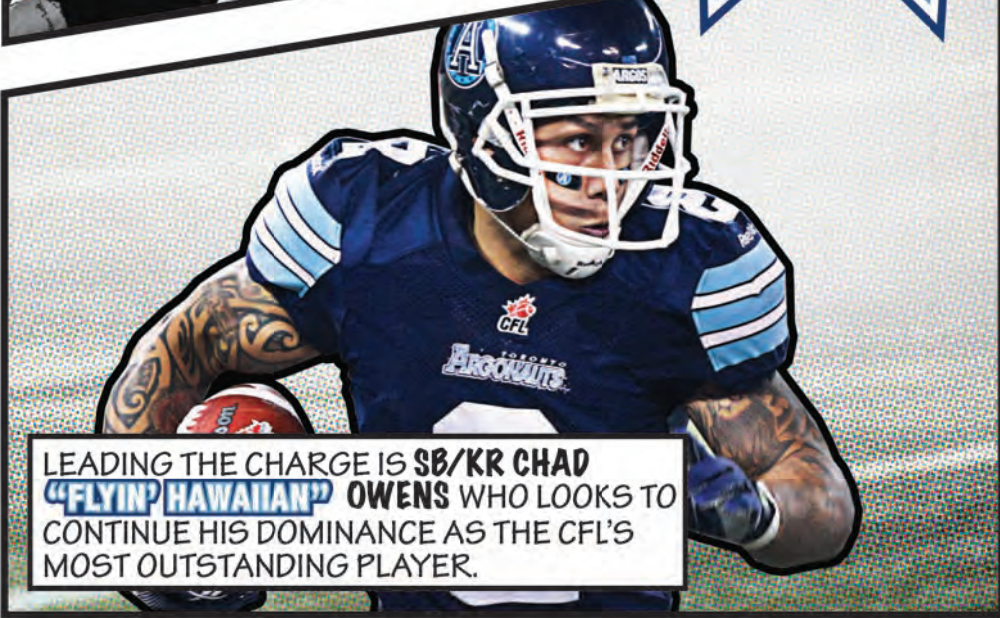 A
ARGOS
Riddell
CFL
TORONTO
ARGONAUTS
LEADING THE CHARGE IS SB/KR CHAD
“FLYIN’ HAWAIIAN” OWENS WHO LOOKS TO
CONTINUE HIS DOMINANCE AS THE CFL’S
MOST OUTSTANDING PLAYER.